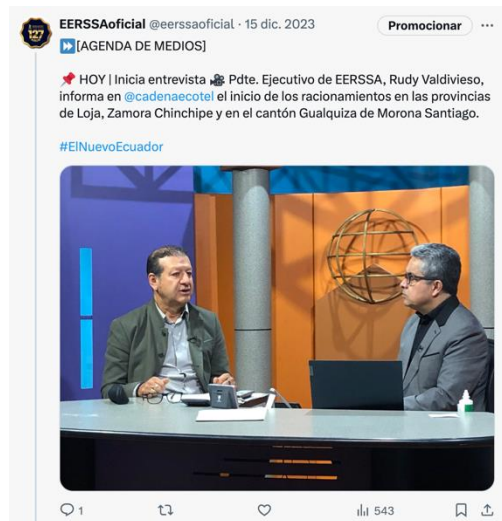 EERSSAoficial @eerssaoficial · 15 dic. 2023
Promocionar
[AGENDA DE MEDIOS]
HOY | Inicia entrevista Pdte. Ejecutivo de EERSSA, Rudy Valdivieso,
informa en @cadenaecotel el inicio de los racionamientos en las provincias
de Loja, Zamora Chinchipe y en el cantón Gualquiza de Morona Santiago.
#ElNuevoEcuador
1
543